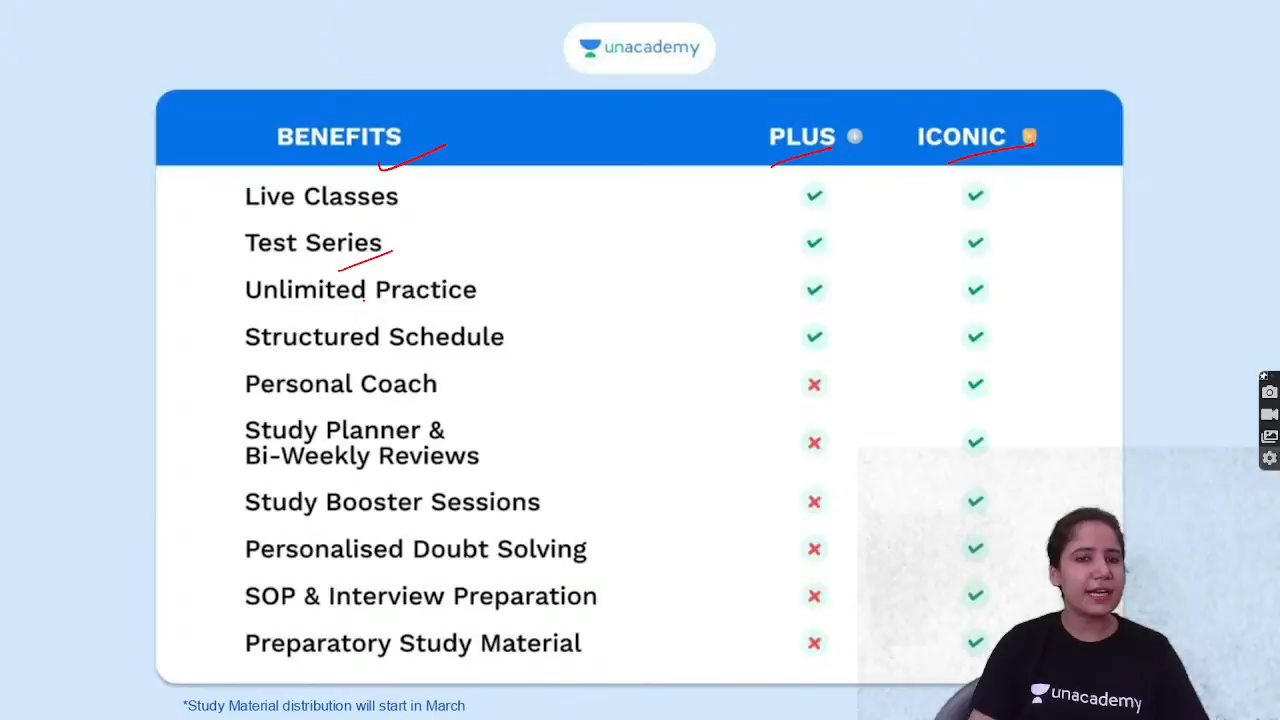 unacademy
BENEFITS PLUS ICONIC
Live Classes
Test Series
Unlimited Practice
Structured Schedule
Personal Coach
Study Planner &
Bi-Weekly Reviews
Study Booster Sessions
Personalised Doubt Solving
SOP & Interview Preparation
Preparatory Study Material
*Study Material distribution will start in March
unacademy